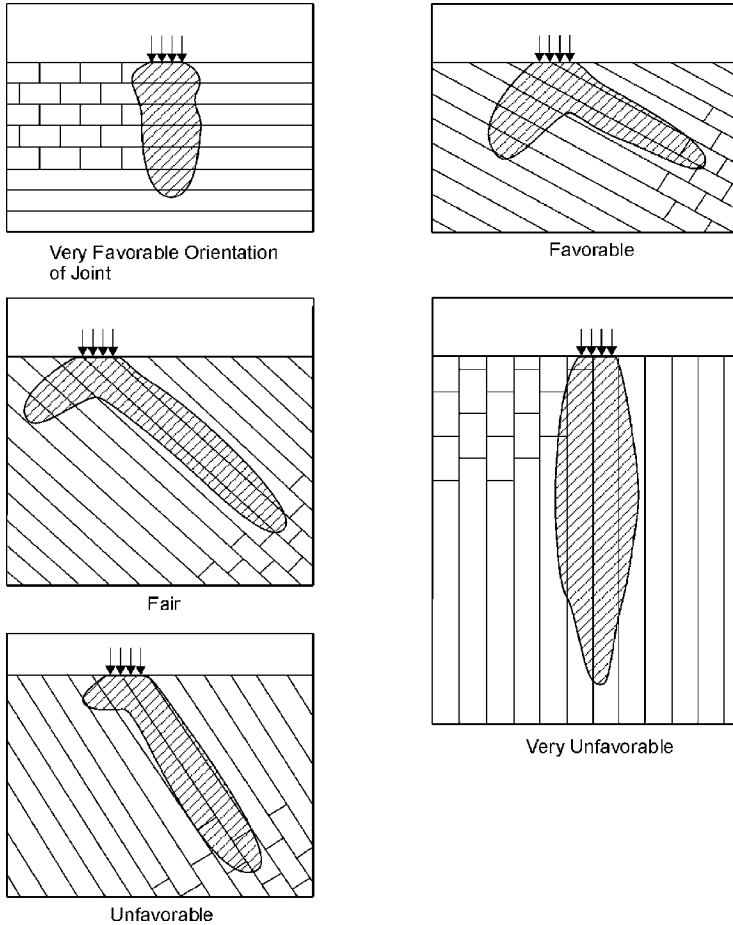 Very Favorable Orientation
of Joint
Favorable
Fair
Very Unfavorable
Unfavorable